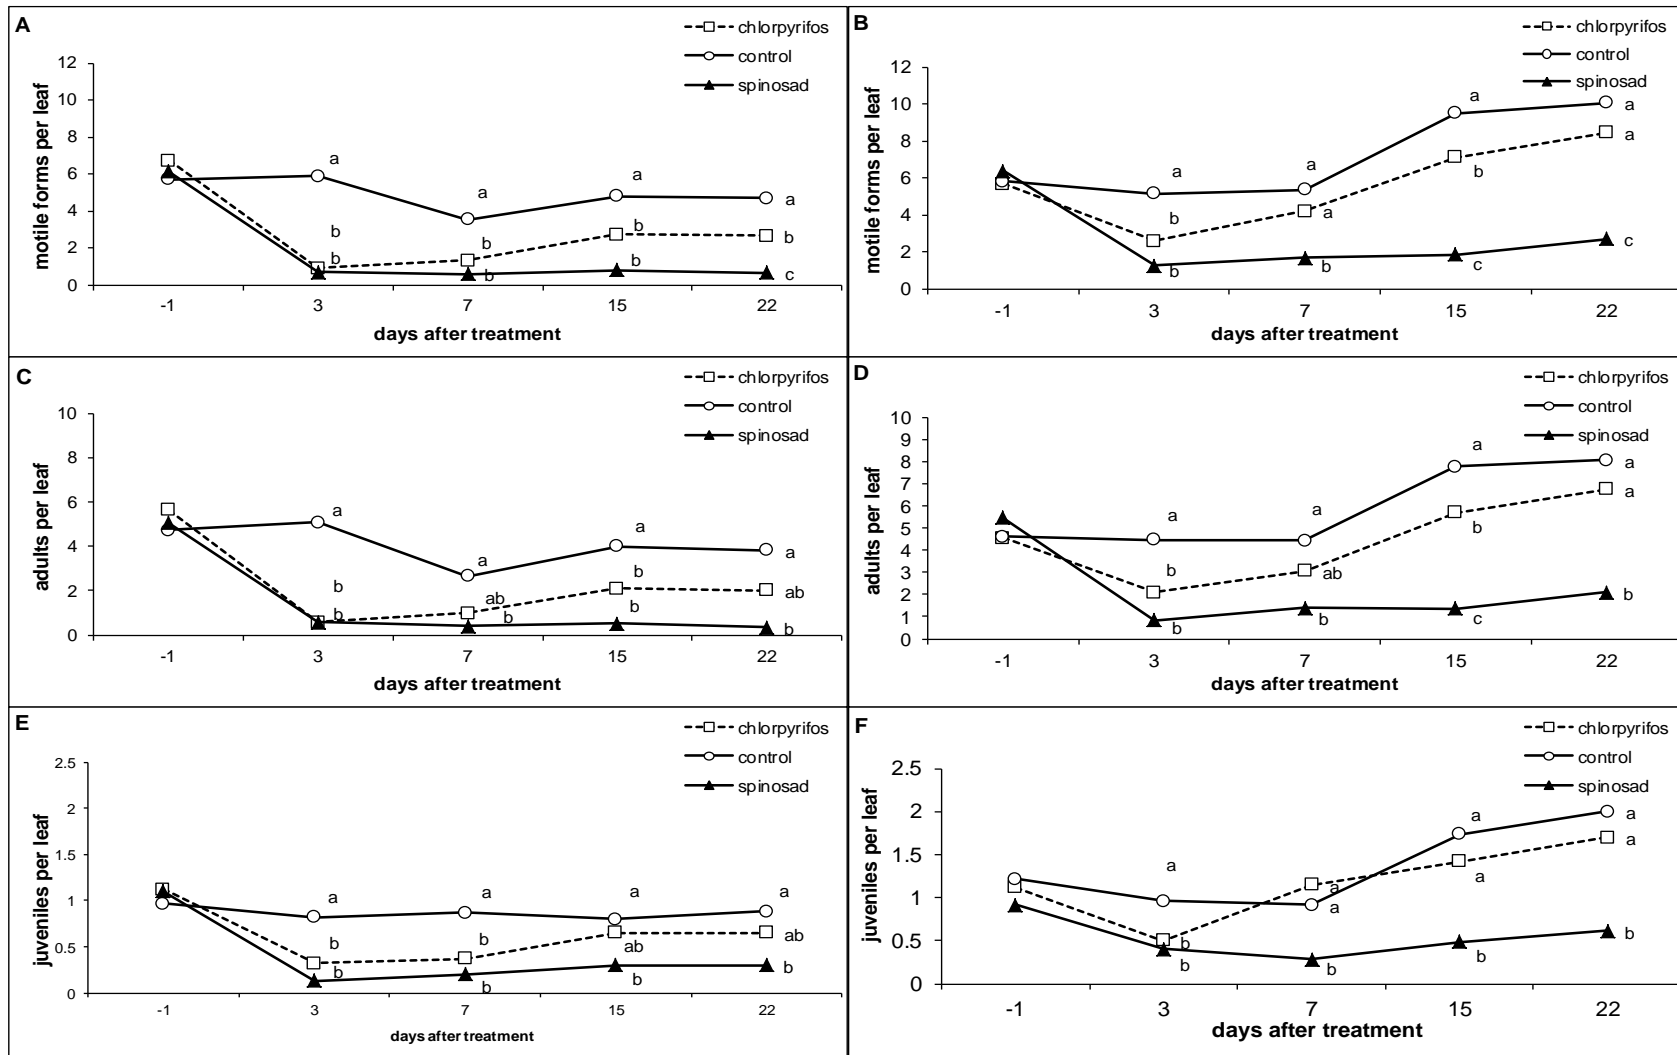 A
chlorpyrifos
control
spinosad
motile forms per leaf
12
10
8
6
4
2
0
a
a
a
a
b
b
b
b
b
b
b
c
-1
3
7
15
22
days after treatment
B
chlorpyrifos
control
spinosad
motile forms per leaf
12
10
8
6
4
2
0
a
a
a
a
b
a
b
a
b
b
c
c
-1
3
7
15
22
days after treatment
C
chlorpyrifos
control
spinosad
adults per leaf
10
8
6
4
2
0
a
a
a
a
b
ab
b
ab
b
b
b
b
-1
3
7
15
22
days after treatment
D
chlorpyrifos
control
spinosad
adults per leaf
10
9
8
7
6
5
4
3
2
1
0
a
a
a
a
b
ab
b
a
b
b
c
b
-1
3
7
15
22
days after treatment
E
chlorpyrifos
control
spinosad
juveniles per leaf
2.5
2
1.5
1
0.5
0
a
a
a
a
b
b
ab
ab
b
b
b
b
-1
3
7
15
22
days after treatment
F
chlorpyrifos
control
spinosad
juveniles per leaf
2.5
2
1.5
1
0.5
0
a
a
a
a
b
a
a
a
b
b
b
b
-1
3
7
15
22
days after treatment